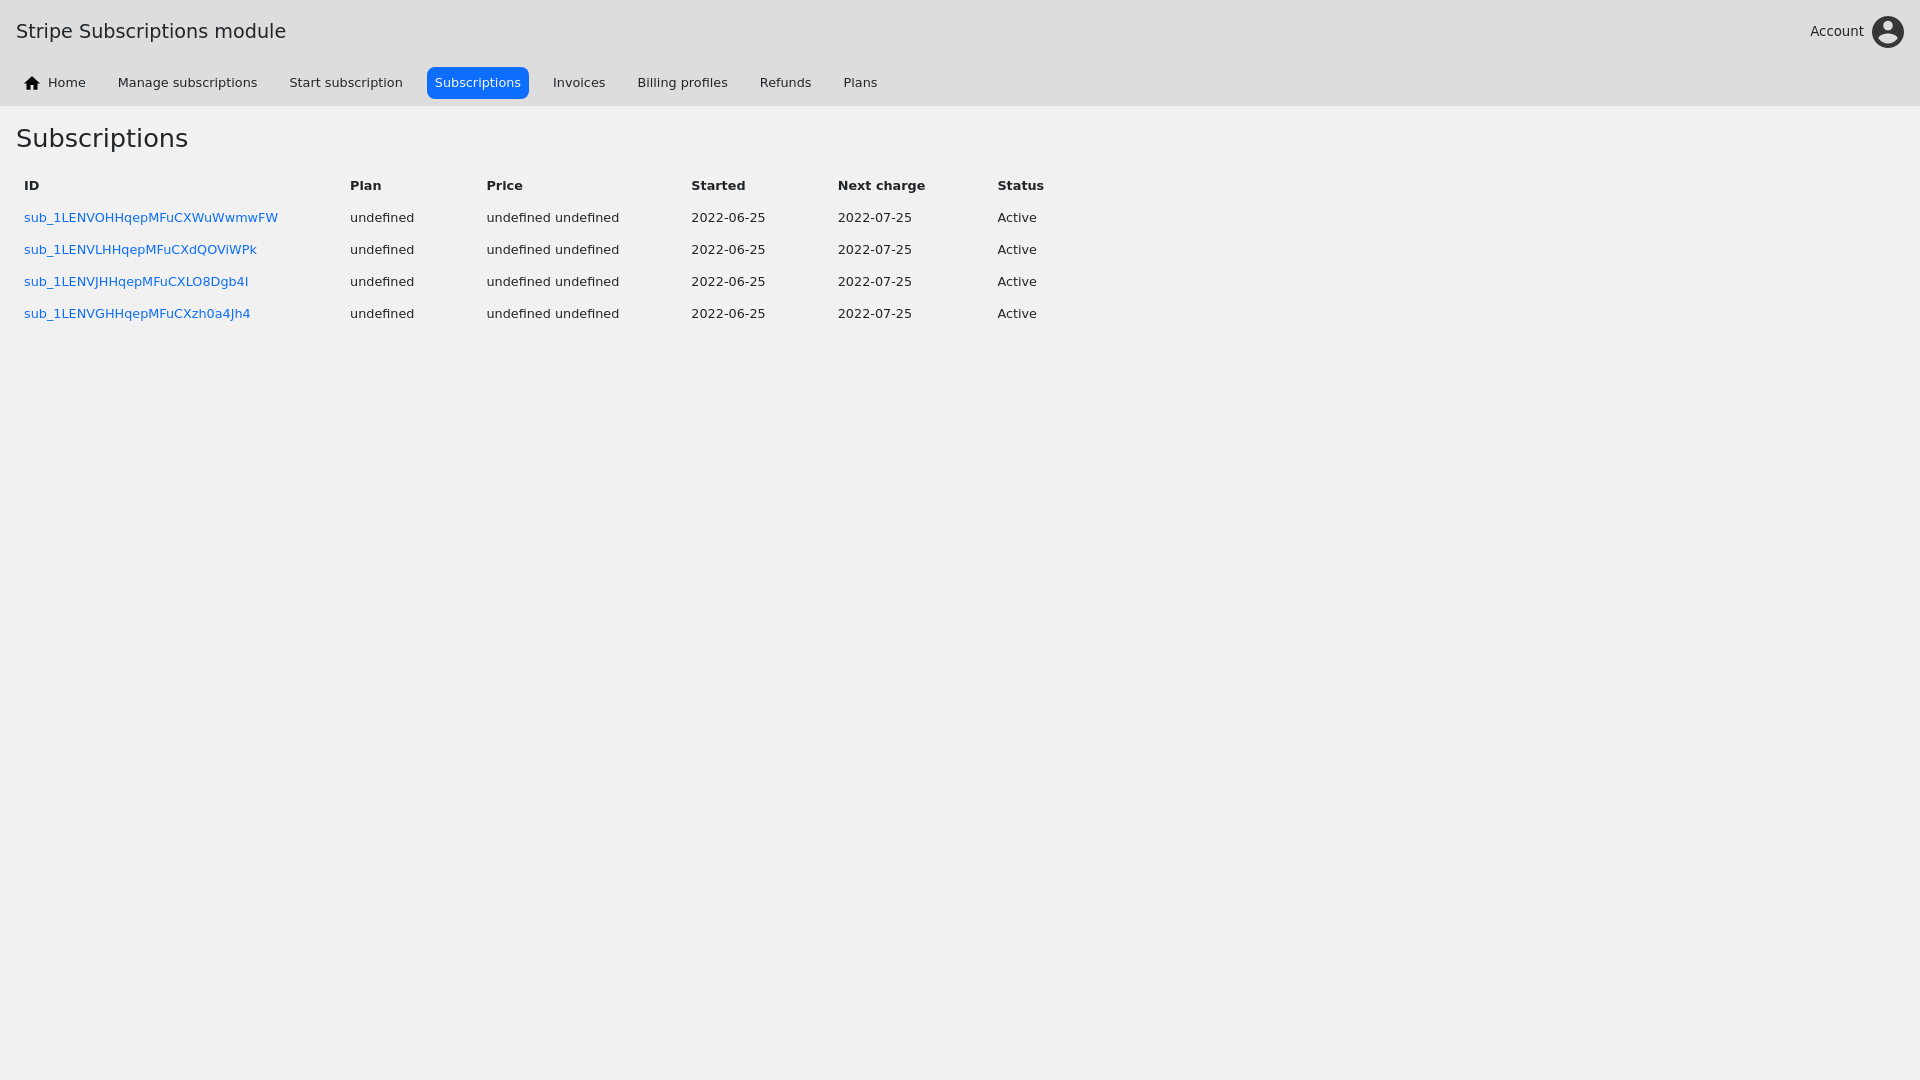 Stripe Subscriptions module
Account
Home Manage subscriptions Start subscription Subscriptions Invoices Billing profiles Refunds Plans
Subscriptions
ID Plan Price Started Next charge Status
sub_1LENVOHHqepMFuCXWuWwmwFW undefined undefined undefined 2022-06-25 2022-07-25 Active
sub_1LENVLHHqepMFuCXdQOViWPk undefined undefined undefined 2022-06-25 2022-07-25 Active
sub_1LENVJHHqepMFuCXLO8Dgb4I undefined undefined undefined 2022-06-25 2022-07-25 Active
sub_1LENVGHHqepMFuCXzh0a4Jh4 undefined undefined undefined 2022-06-25 2022-07-25 Active